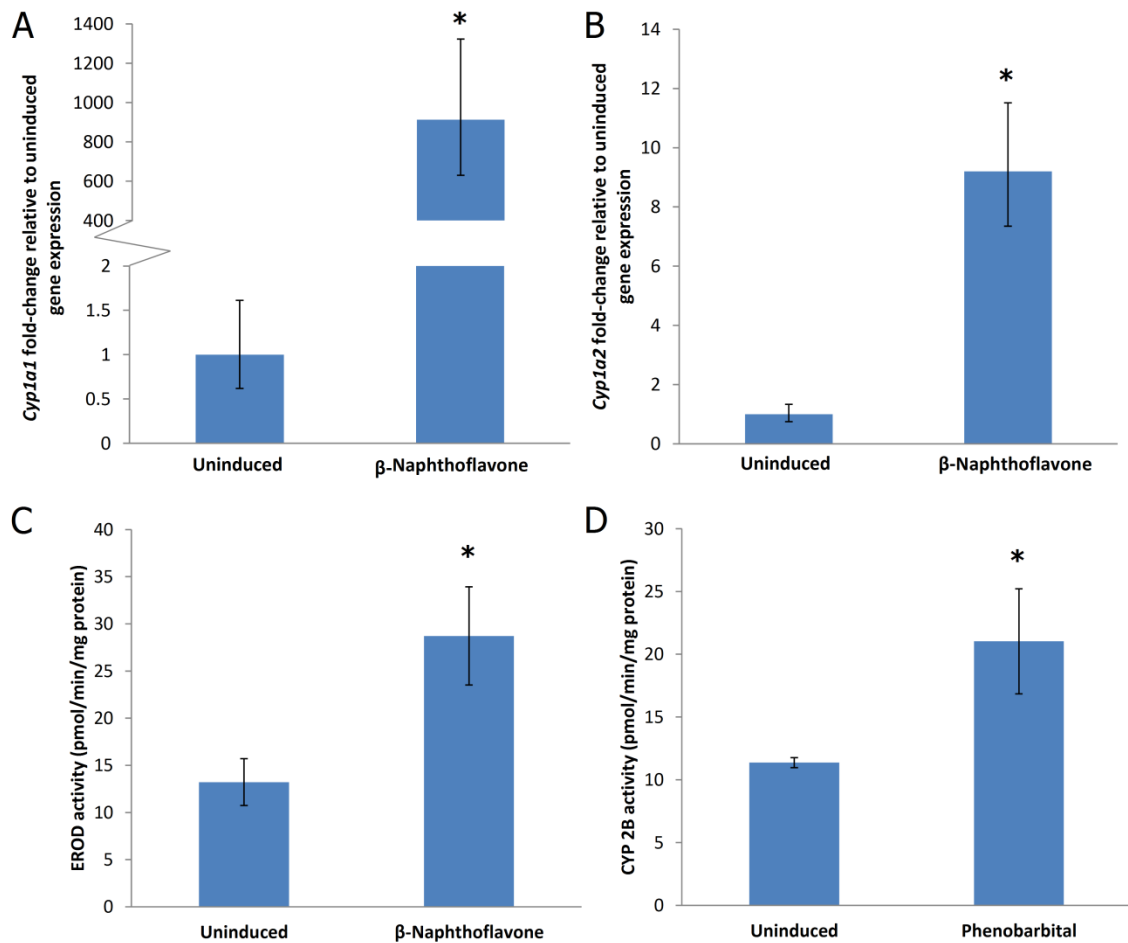 A
Cyp1a1 fold-change relative to uninduced
gene expression
1400
1200
1000
800
600
400
2
1.5
1
0.5
0
*
Uninduced
β-Naphthoflavone
B
Cyp1a2 fold-change relative to uninduced
gene expression
14
12
10
8
6
4
2
0
*
Uninduced
β-Naphthoflavone
C
EROD activity (pmol/min/mg protein)
40
35
30
25
20
15
10
5
0
*
Uninduced
β-Naphthoflavone
D
CYP 2B activity (pmol/min/mg protein)
30
25
20
15
10
5
0
*
Uninduced
Phenobarbital